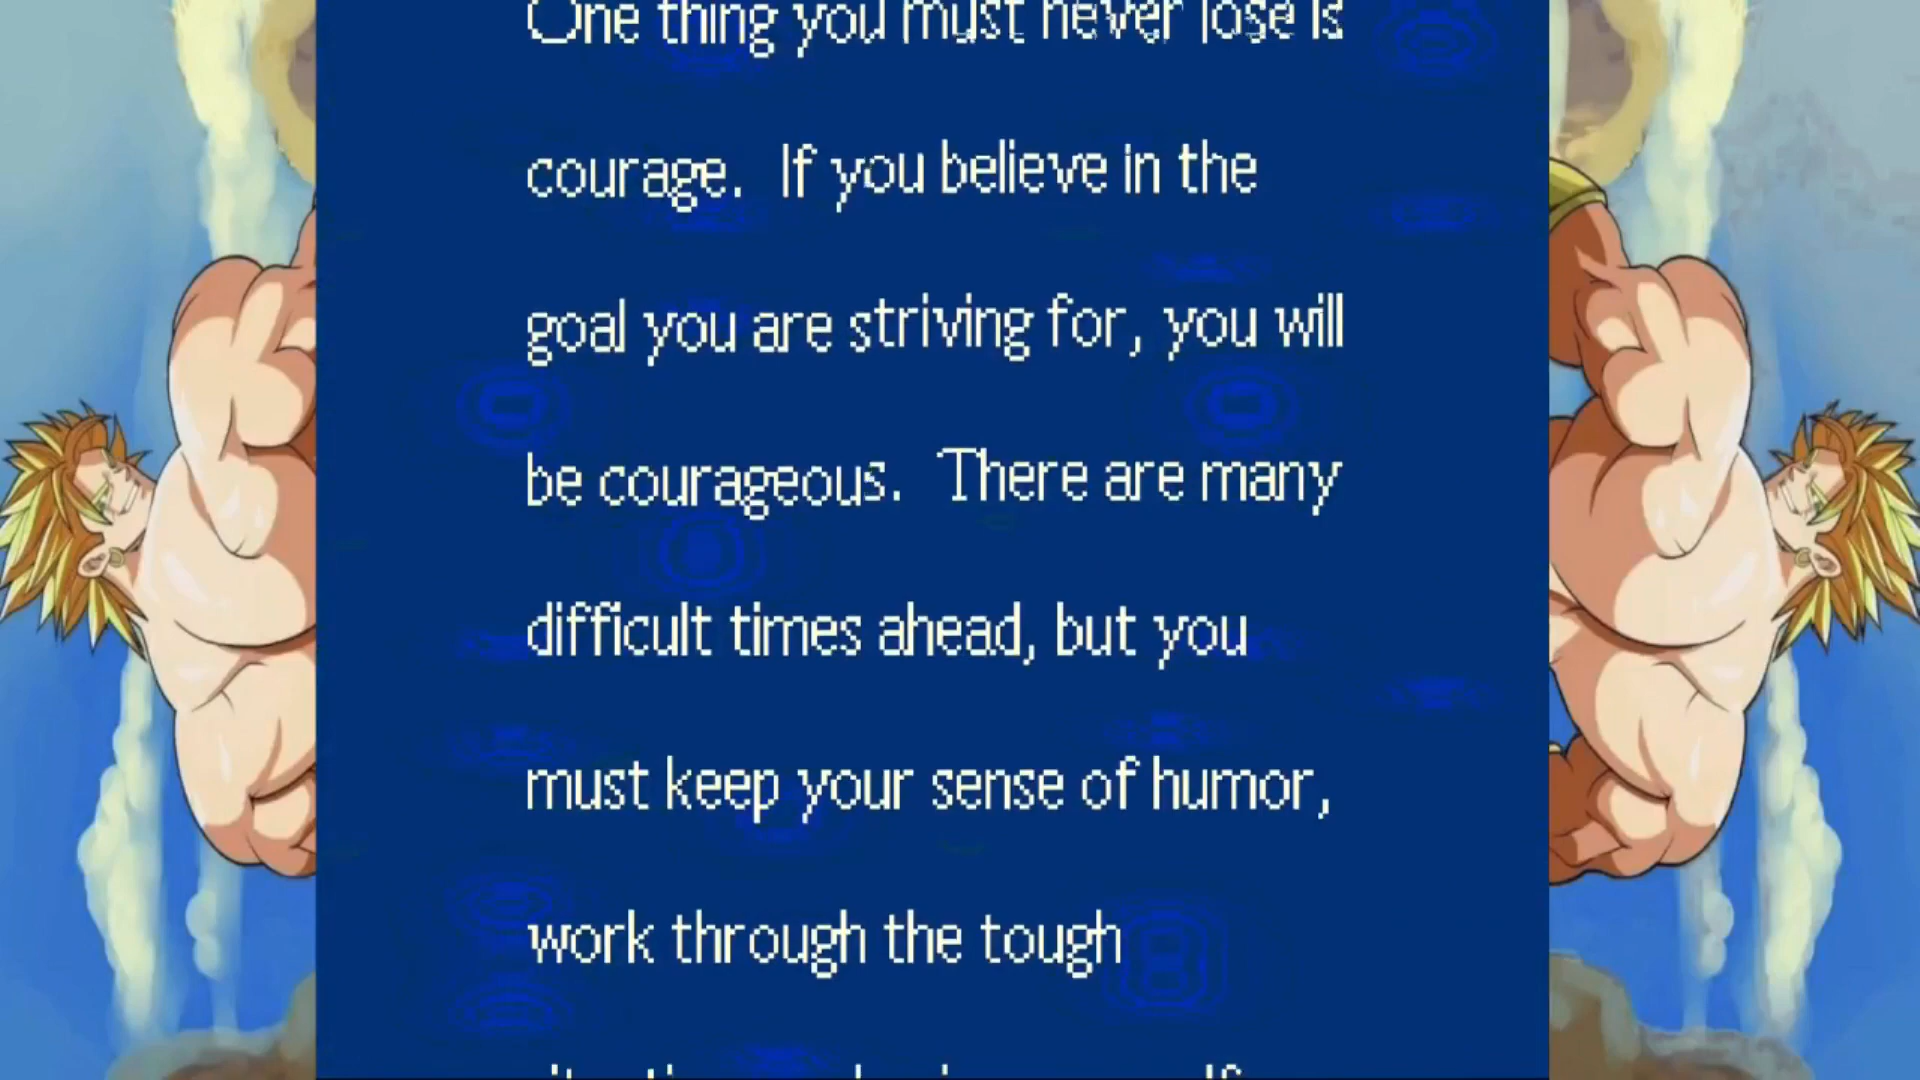 One thing you must never lose is
courage. If you believe in the
goal you are striving for, you will
be courageous. There are many
difficult times ahead, but you
must keep your sense of humor,
work through the tough